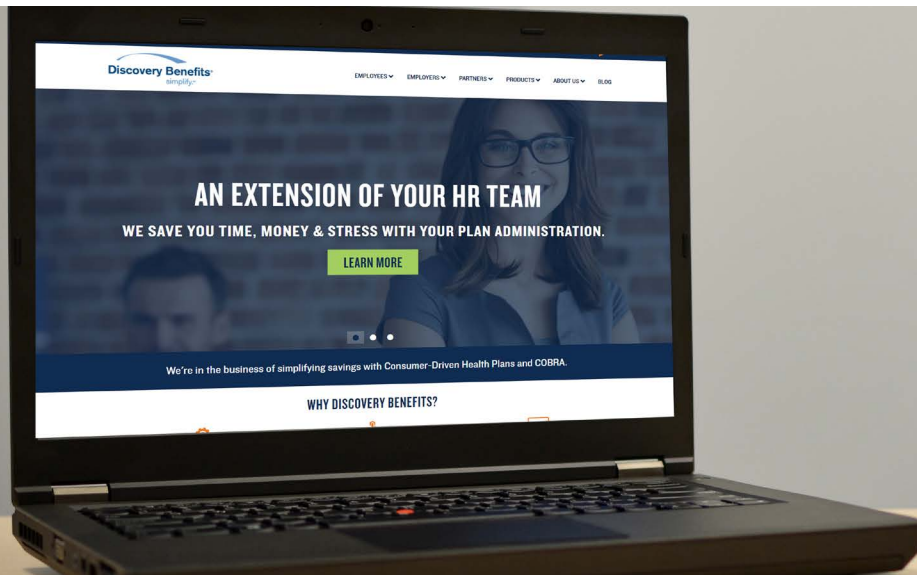 Discovery Benefits
simplify.
EMPLOYEES EMPLOYERS PARTNERS PRODUCTS ABOUT US BLOG
AN EXTENSION OF YOUR HR TEAM
WE SAVE YOU TIME, MONEY & STRESS WITH YOUR PLAN ADMINISTRATION.
LEARN MORE
We're in the business of simplifying savings with Consumer-Driven Health Plans and COBRA.
WHY DISCOVERY BENEFITS?